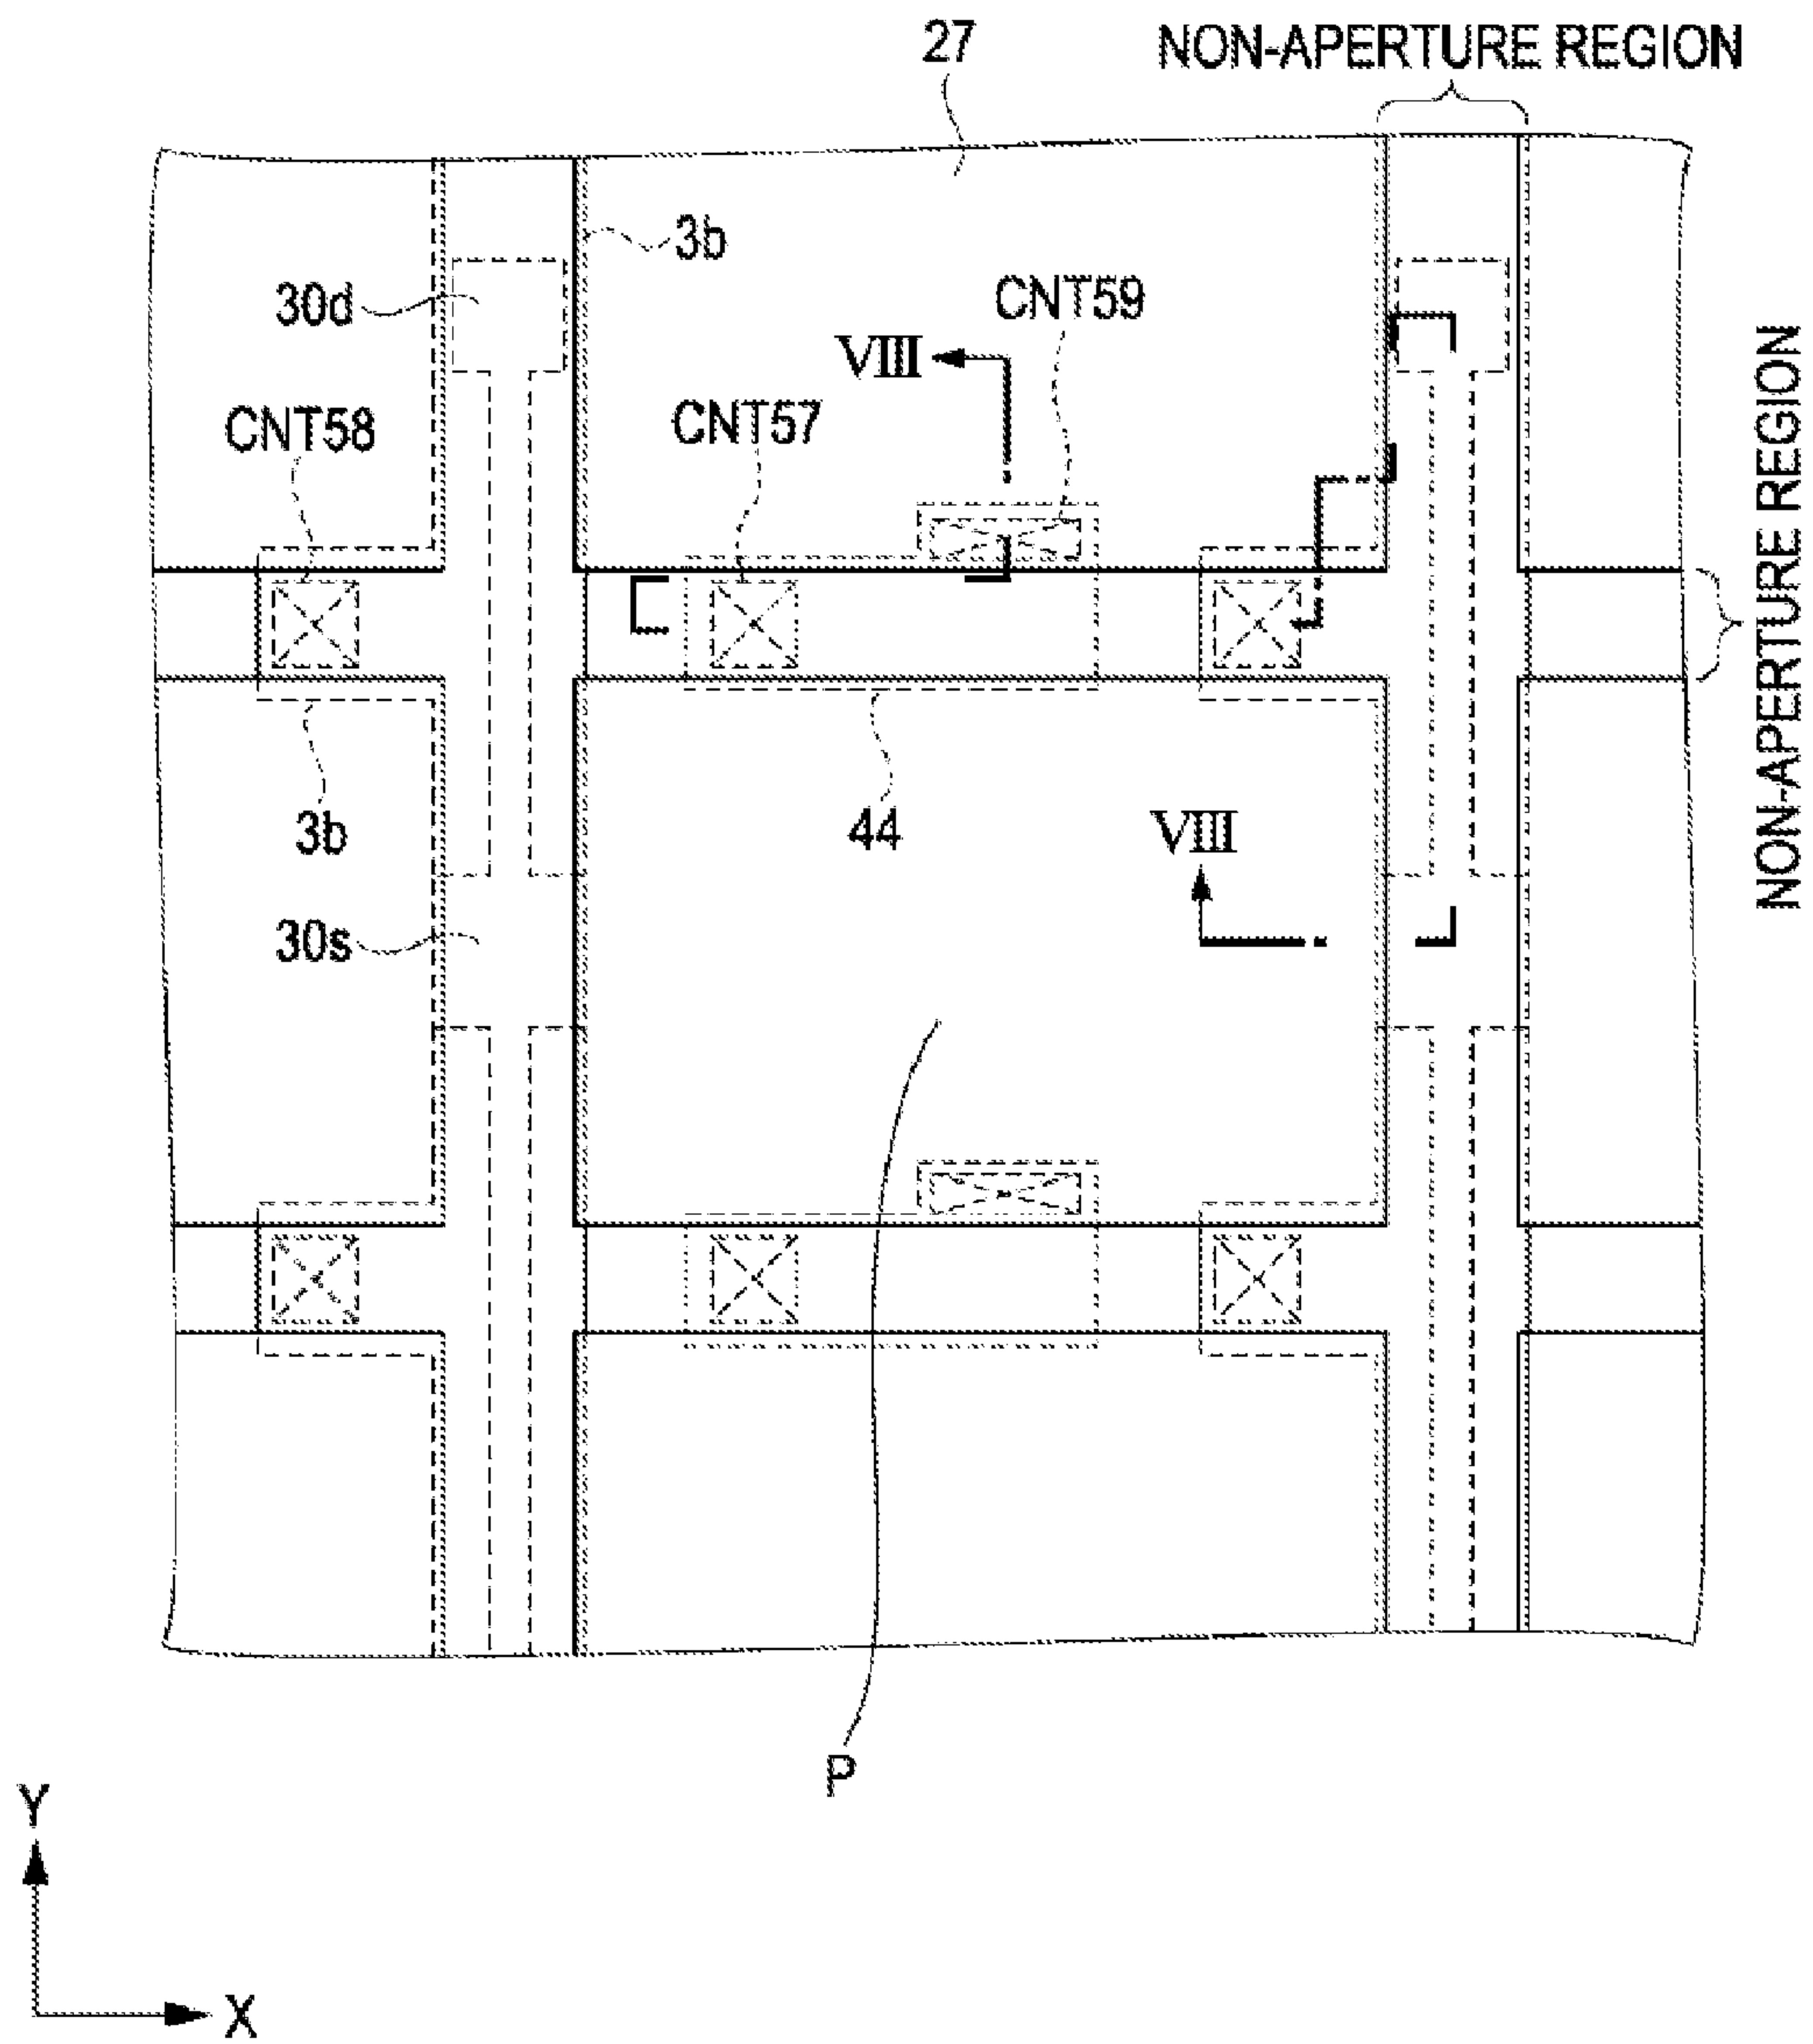 27
NON-APERTURE REGION
3b
30d
CNT59
VIII
CNT58
CNT57
NON-APERTURE REGION
3b
44
VIII
30s
P
Y
X